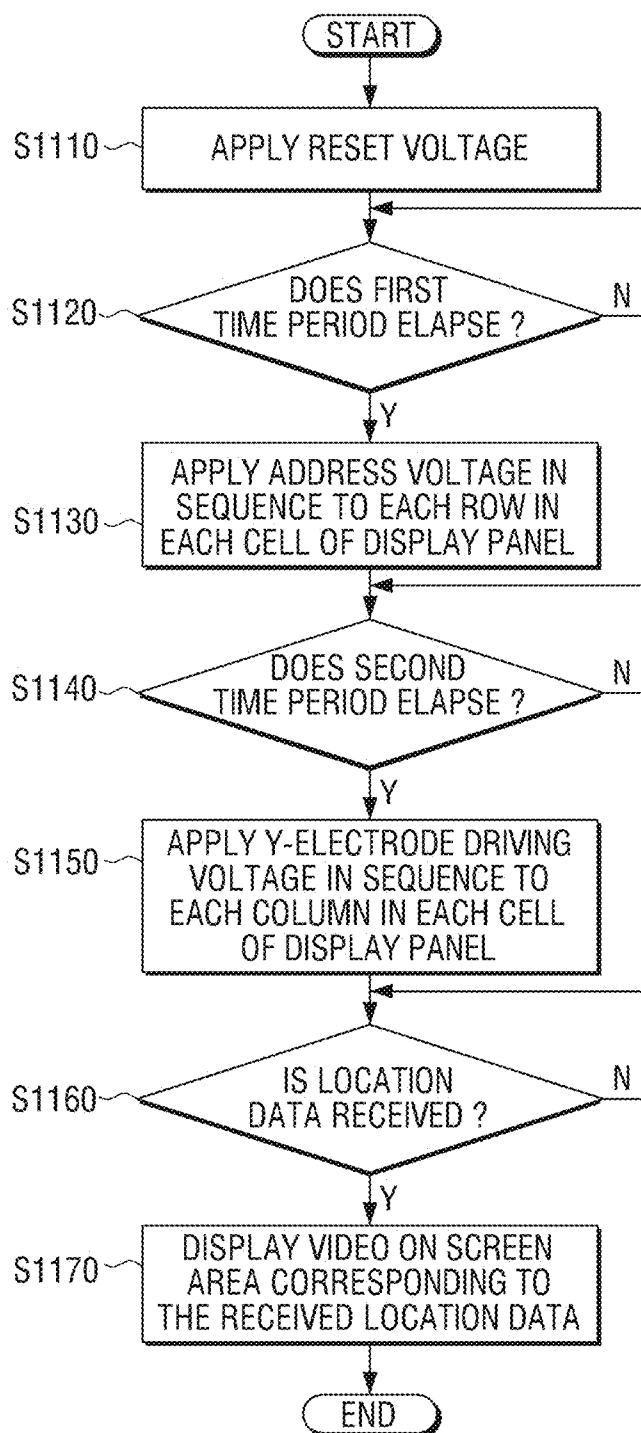 START
S1110
APPLY RESET VOLTAGE
S1120
DOES FIRST
TIME PERIOD ELAPSE ?
N
Y
S1130
APPLY ADDRESS VOLTAGE IN
SEQUENCE TO EACH ROW IN
EACH CELL OF DISPLAY PANEL
S1140
DOES SECOND
TIME PERIOD ELAPSE ?
N
Y
S1150
APPLY Y-ELECTRODE DRIVING
VOLTAGE IN SEQUENCE TO
EACH COLUMN IN EACH CELL
OF DISPLAY PANEL
S1160
IS LOCATION
DATA RECEIVED ?
N
Y
S1170
DISPLAY VIDEO ON SCREEN
AREA CORRESPONDING TO
THE RECEIVED LOCATION DATA
END